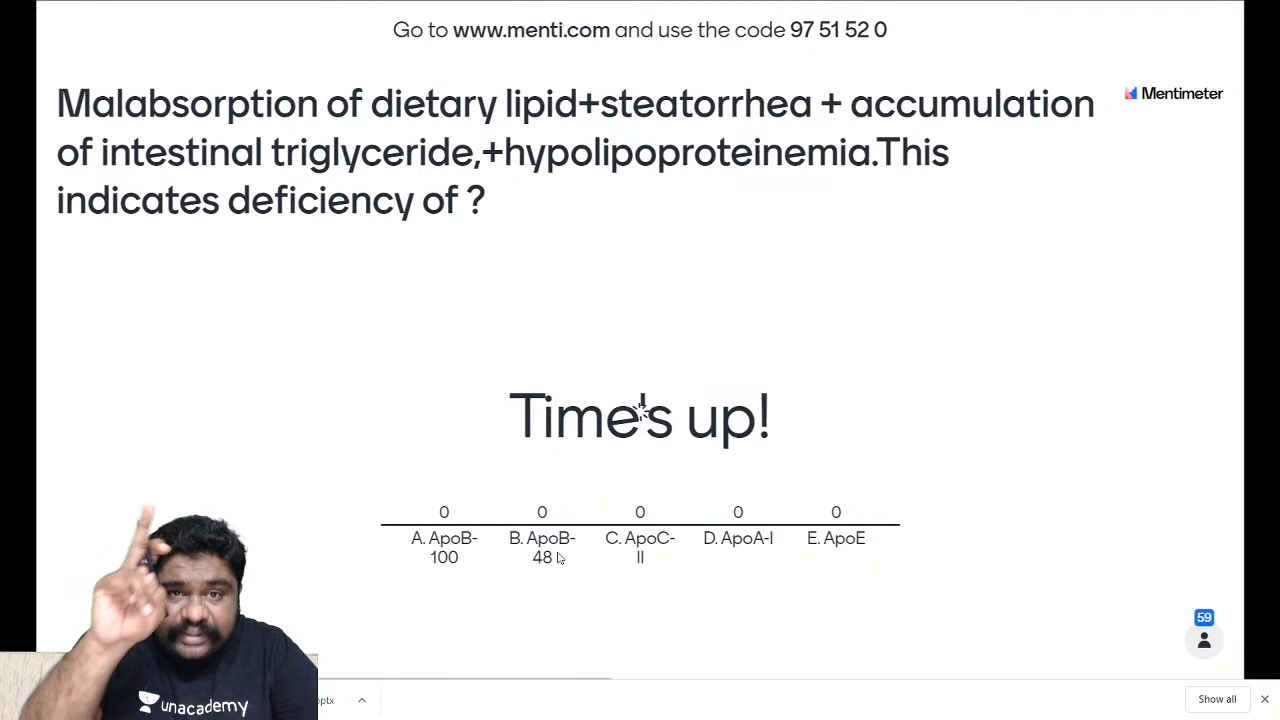 Go to www.menti.com and use the code 97 51 52 0
Malabsorption of dietary lipid+steatorrhea + accumulation
of intestinal triglyceride,+hypolipoproteinemia.This
indicates deficiency of ?
Mentimeter
Time's up!
0 0 0 0 0
A. ApoB- B. ApoB- C. ApoC- D. ApoA-I E. ApoE
100 48 II
59
unacademy
pptx
Show all